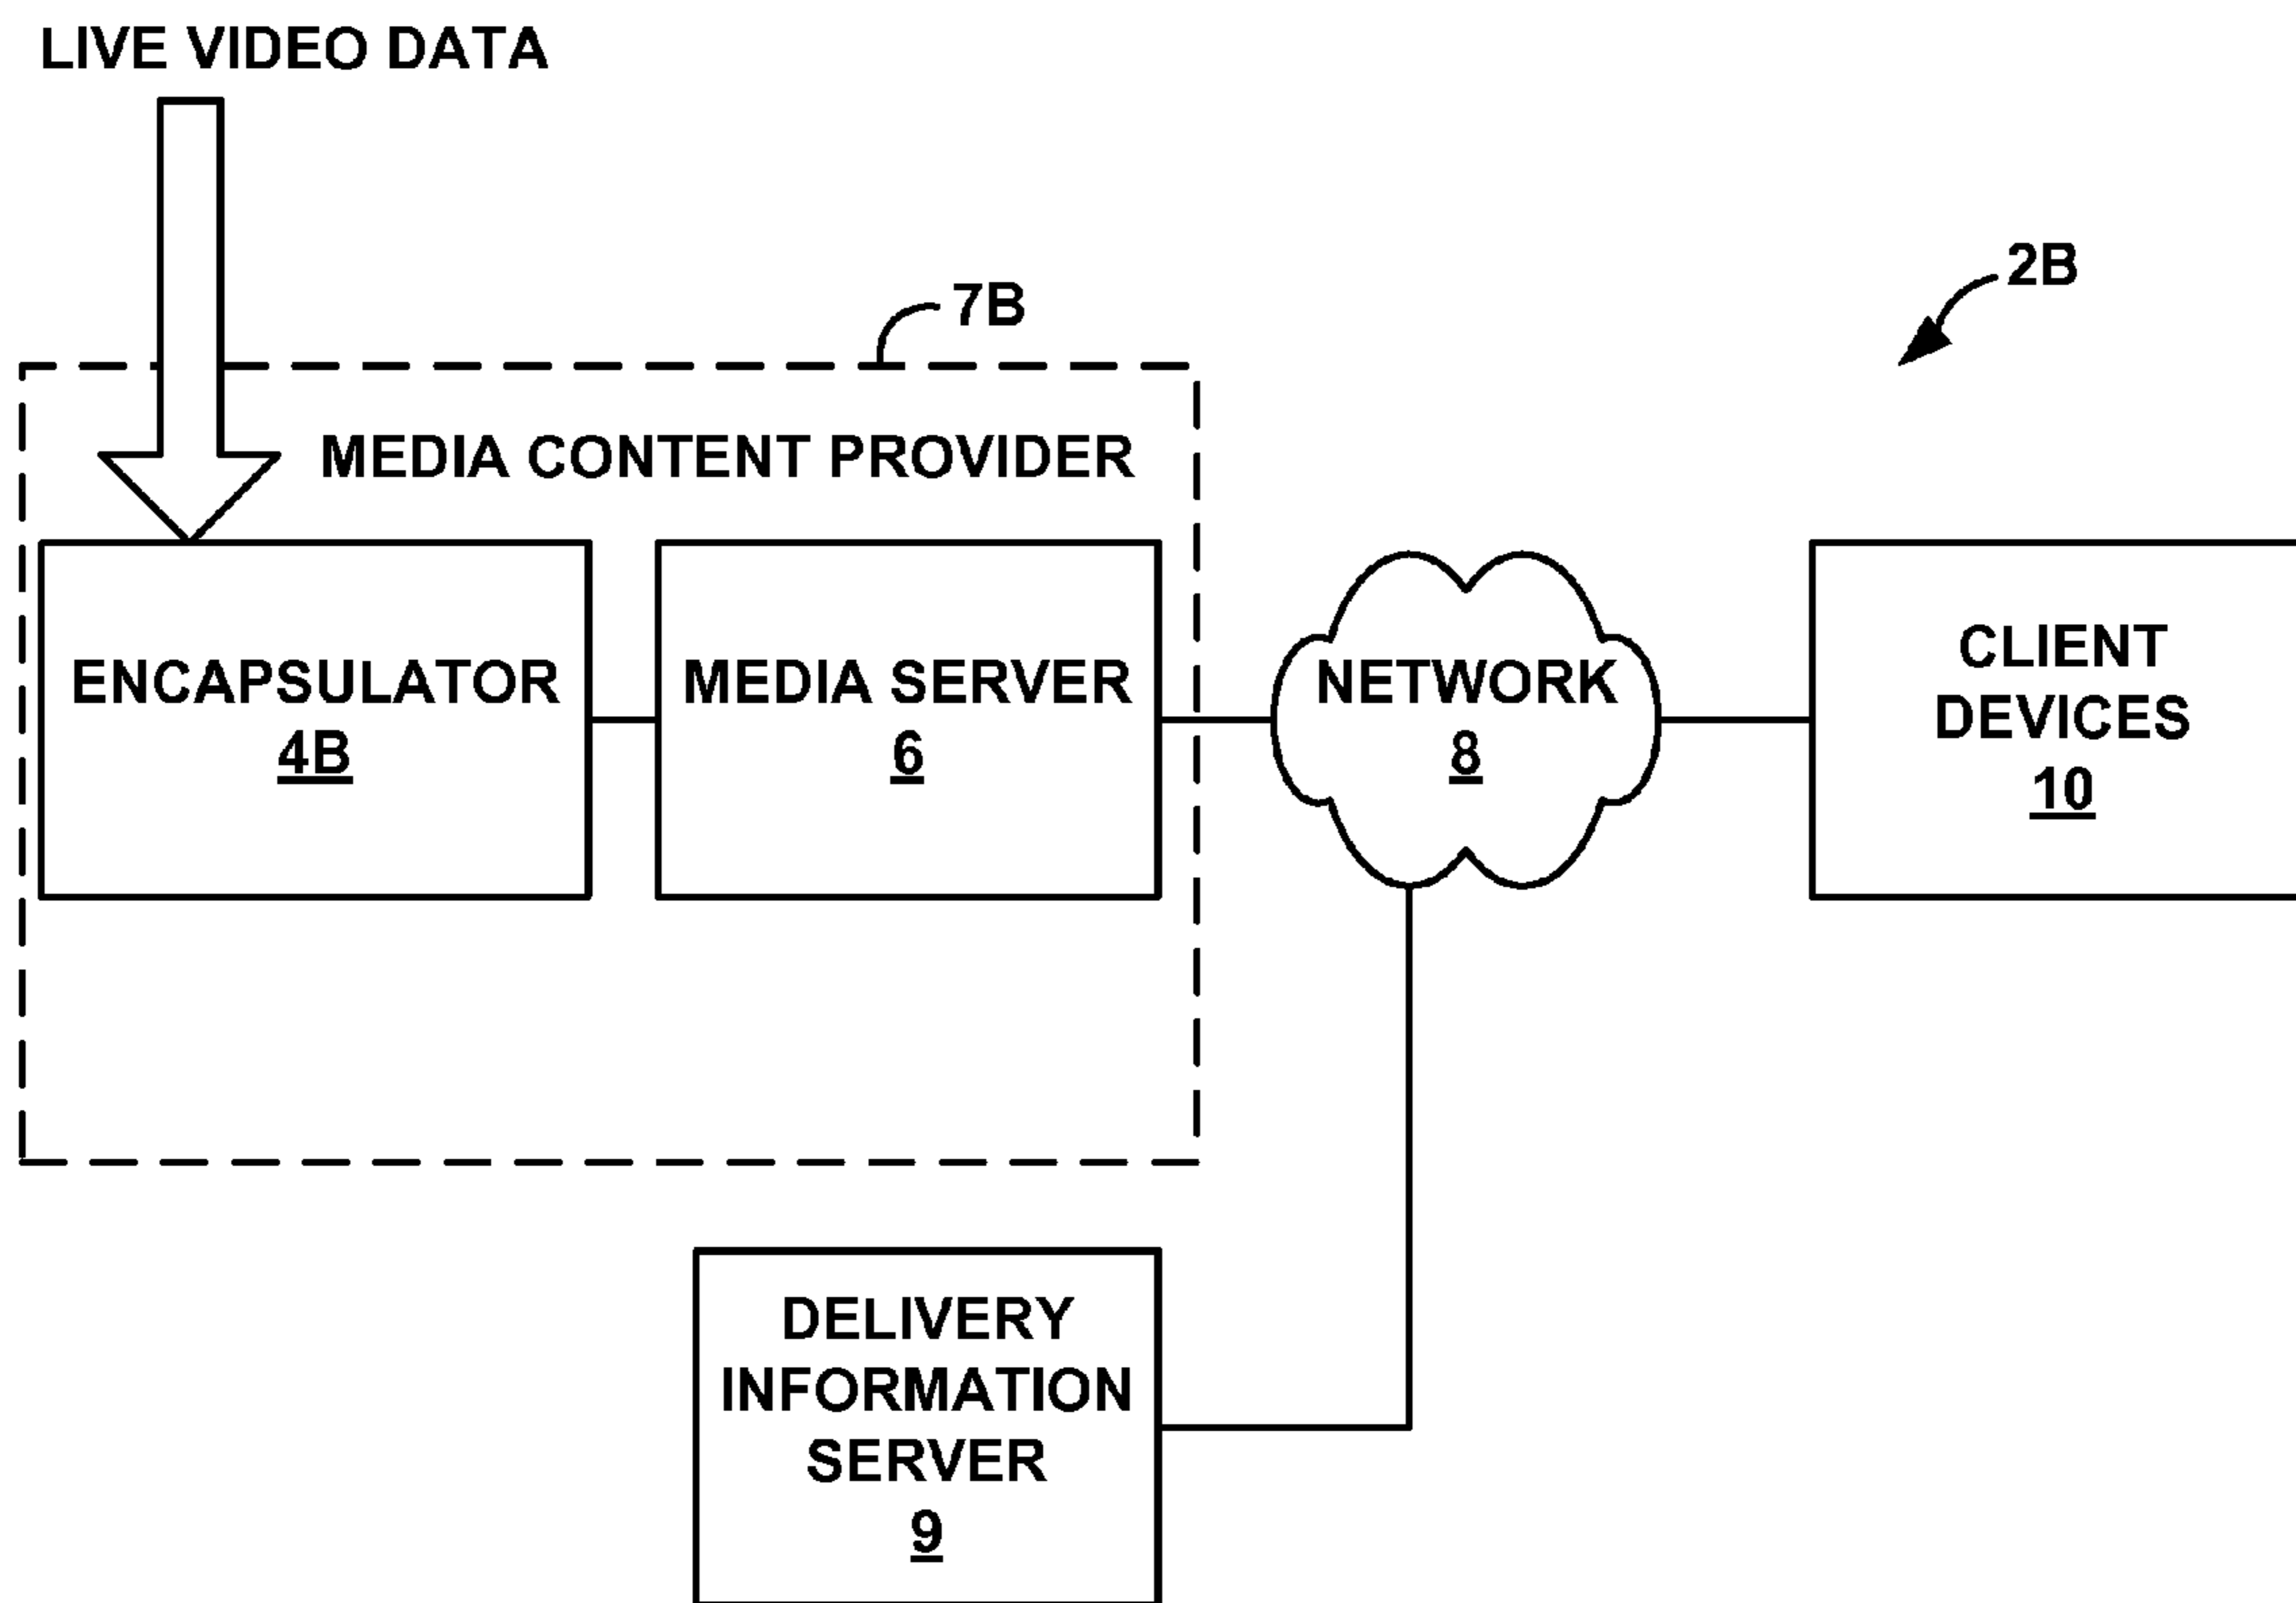 LIVE VIDEO DATA
2B
7B
MEDIA CONTENT PROVIDER
ENCAPSULATOR
4B
MEDIA SERVER
6
NETWORK
8
CLIENT
DEVICES
10
DELIVERY
INFORMATION
SERVER
9